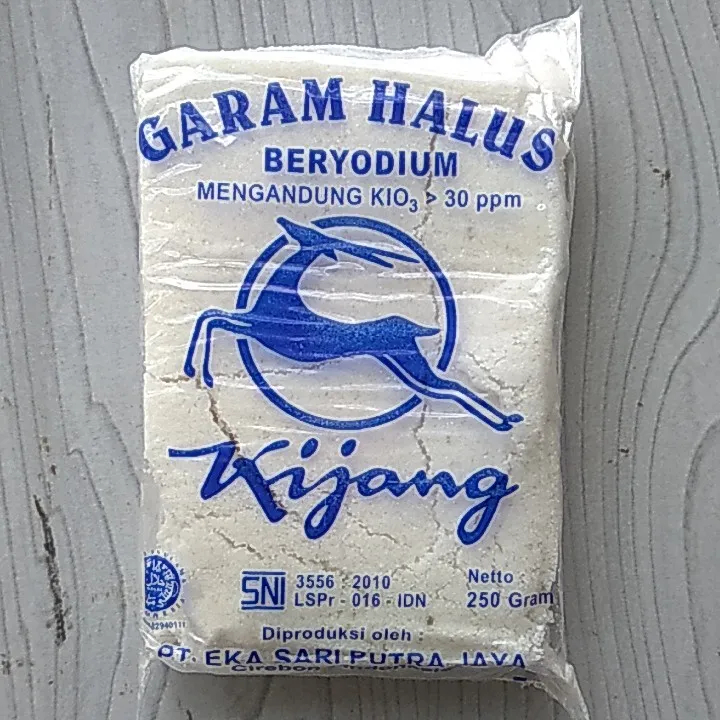 GARAM HALUS
BERYODIUM
MENGANDUNG KIO₃ > 30 ppm
Kijang
SNI 3556 : 2010
LSPr - 016 - IDN
Netto :
250 Gram
Diproduksi oleh :
PT. EKA SARI PUTRA JAYA
Cirebon